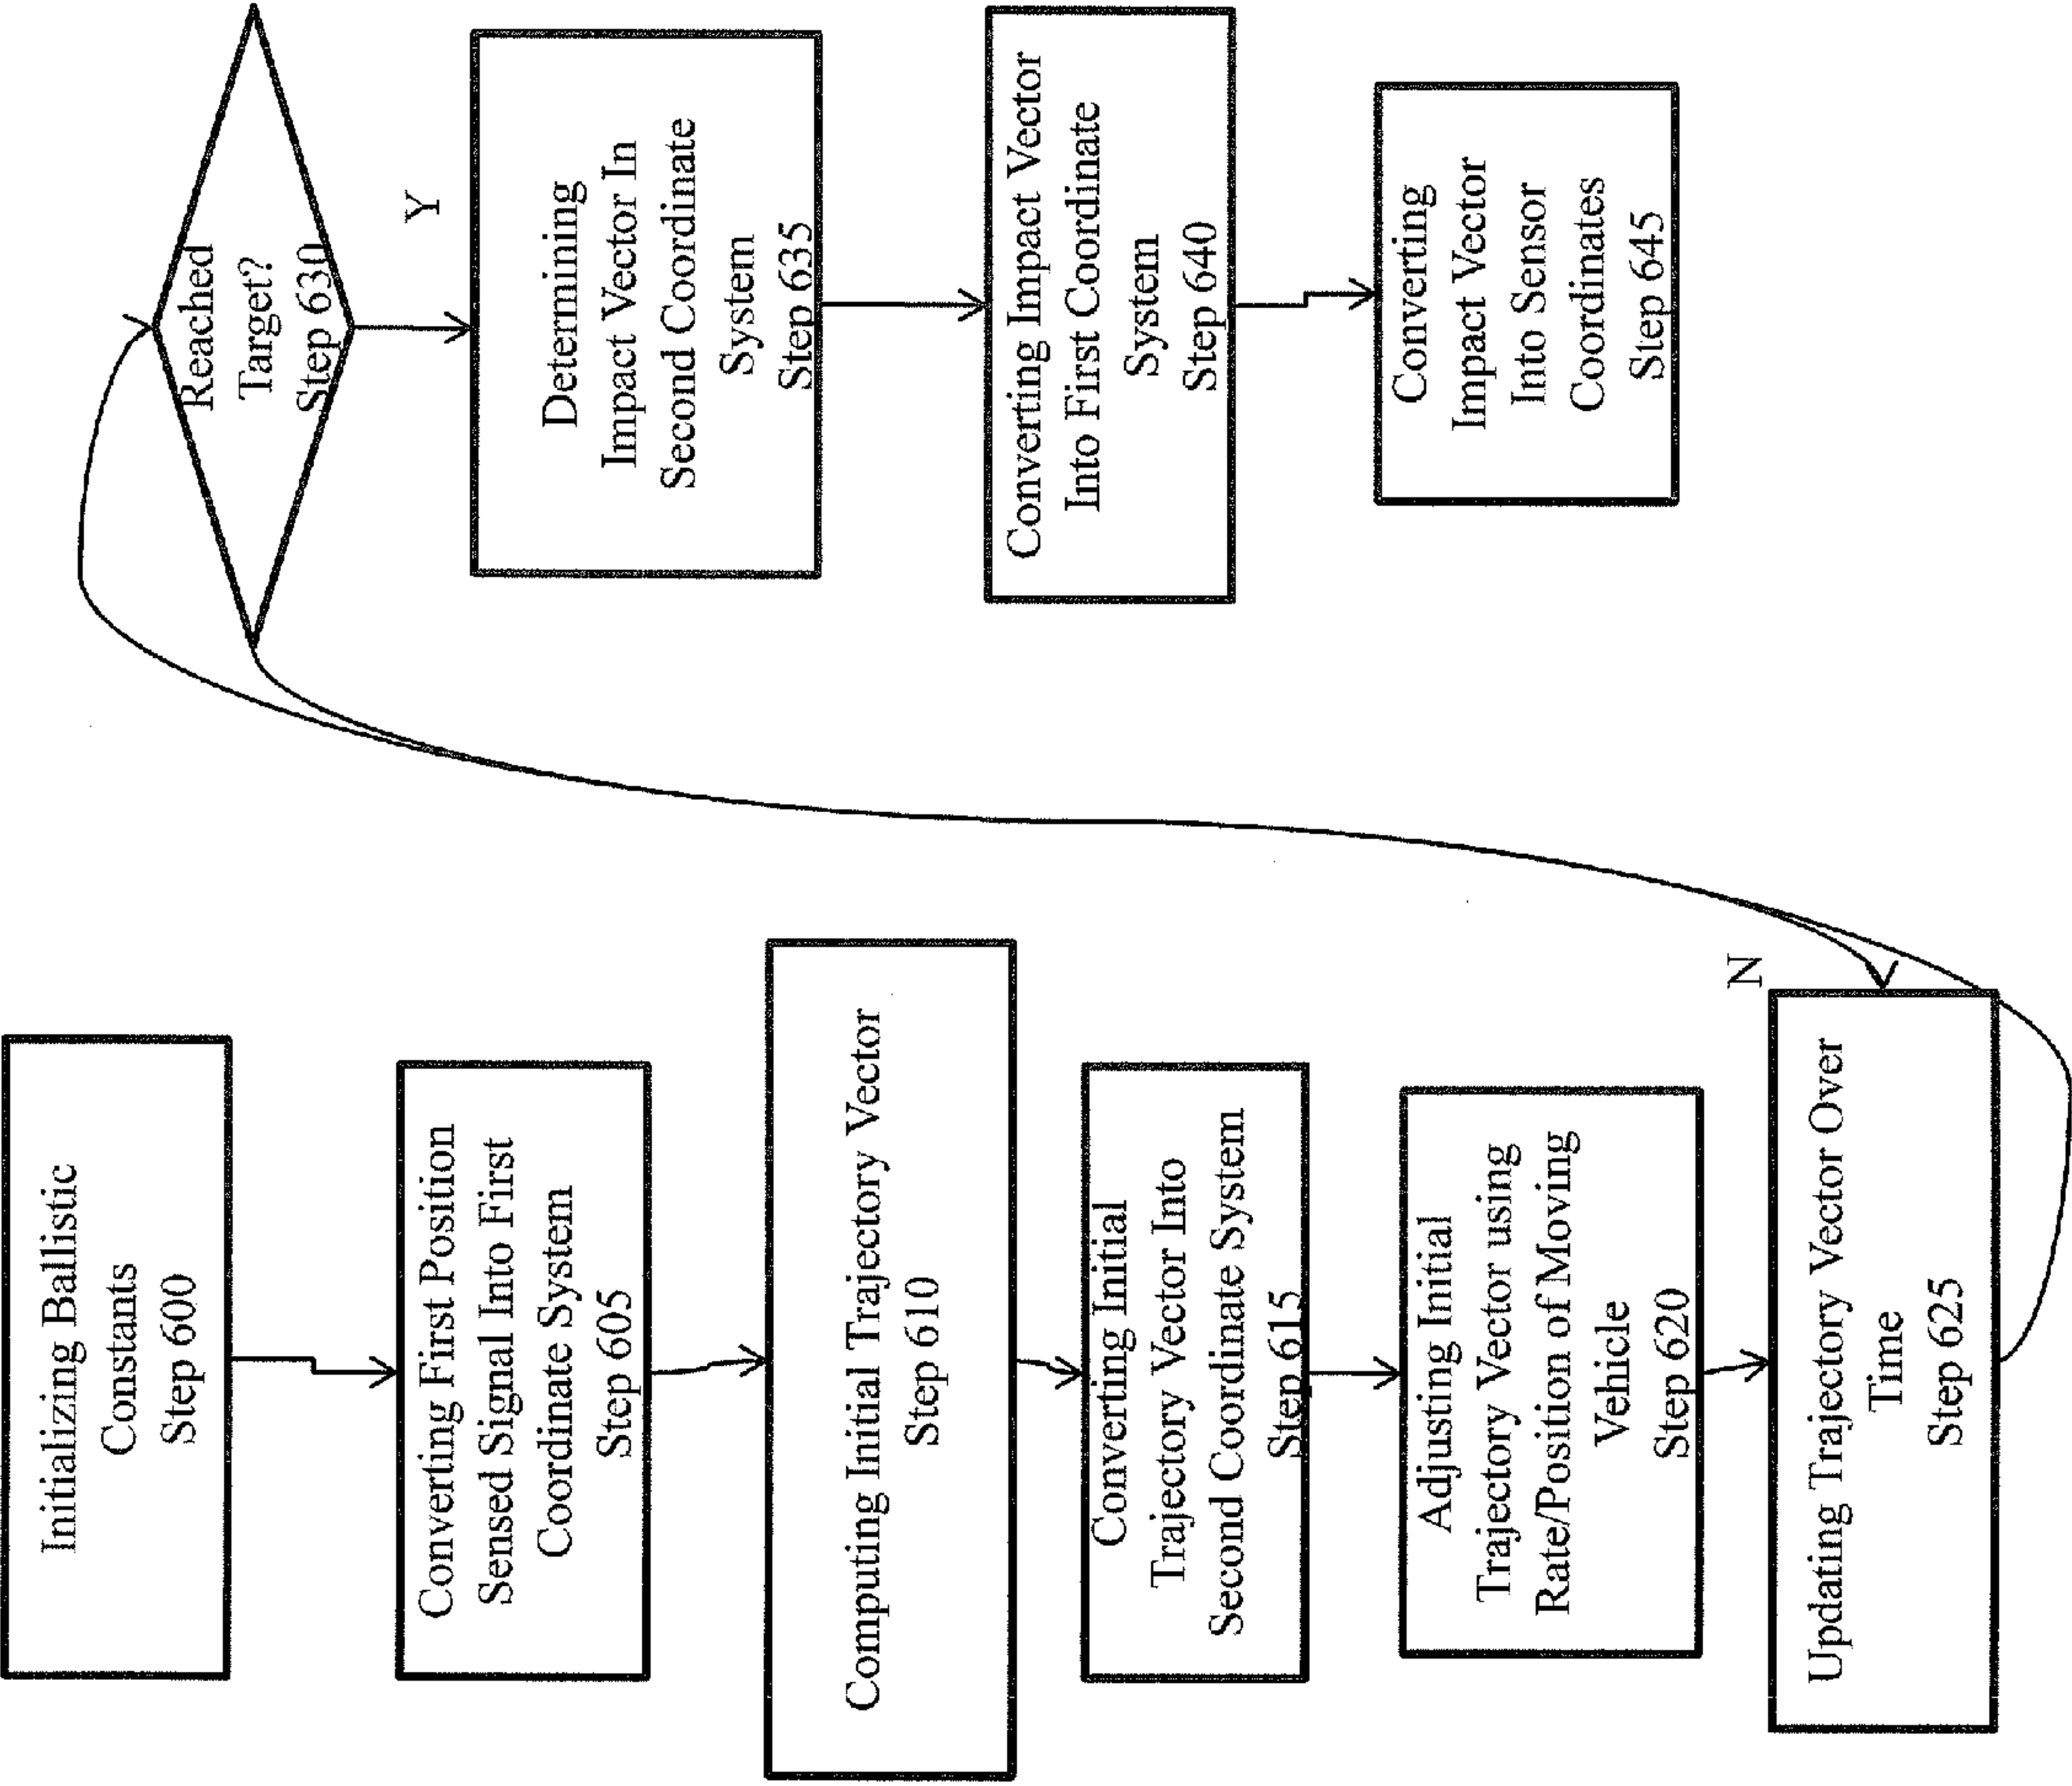 Initializing Ballistic
Constants
Step 600
Converting First Position
Sensed Signal Into First
Coordinate System
Step 605
Computing Initial Trajectory Vector
Step 610
Converting Initial
Trajectory Vector Into
Second Coordinate System
Step 615
Adjusting Initial
Trajectory Vector using
Rate/Position of Moving
Vehicle
Step 620
Updating Trajectory Vector Over
Time
Step 625
N
Reached
Target?
Step 630
Y
Determining
Impact Vector In
Second Coordinate
System
Step 635
Converting Impact Vector
Into First Coordinate
System
Step 640
Converting
Impact Vector
Into Sensor
Coordinates
Step 645